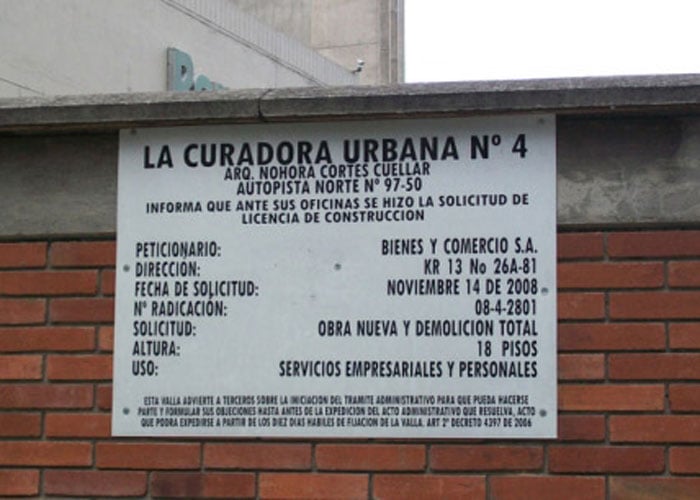 LA CURADORA URBANA Nº 4
ARQ. NOHORA CORTES CUELLAR
AUTOPISTA NORTE Nº 97-50
INFORMA QUE ANTE SUS OFICINAS SE HIZO LA SOLICITUD DE
LICENCIA DE CONSTRUCCION
PETICIONARIO: BIENES Y COMERCIO S.A.
DIRECCIÓN: KR 13 No 26A-81
FECHA DE SOLICITUD: NOVIEMBRE 14 DE 2008
Nº RADICACIÓN: 08-4-2801
SOLICITUD: OBRA NUEVA Y DEMOLICION TOTAL
ALTURA: 18 PISOS
USO: SERVICIOS EMPRESARIALES Y PERSONALES
ESTA VALLA ADVIERTE A TERCEROS SOBRE LA INICIACION DEL TRAMITE ADMINISTRATIVO PARA QUE PUEDA HACERSE
PARTE Y FORMULAR SUS OBJECIONES HASTA ANTES DE LA EXPEDICION DEL ACTO ADMINISTRATIVO QUE RESUELVA, ACTO
QUE PODRA EXPEDIRSE A PARTIR DE LOS DIEZ DIAS HABILES DE FIJACION DE LA VALLA. ART 2º DECRETO 4397 DE 2006